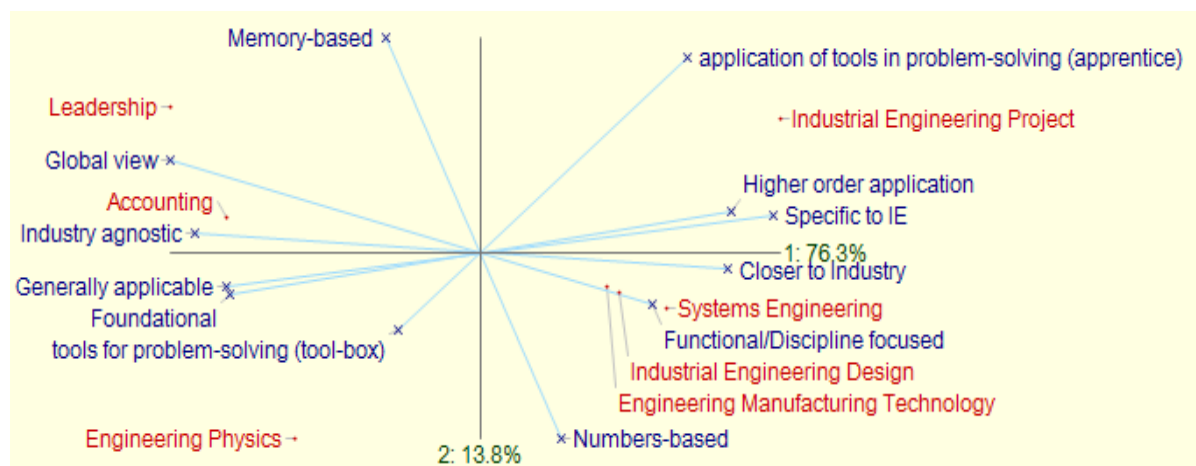 Memory-based
application of tools in problem-solving (apprentice)
Leadership
Industrial Engineering Project
Global view
Higher order application
Accounting
Specific to IE
Industry agnostic
1: 76.3%
Closer to Industry
Generally applicable
Systems Engineering
Foundational
Functional/Discipline focused
tools for problem-solving (tool-box)
Industrial Engineering Design
Engineering Manufacturing Technology
Engineering Physics
Numbers-based
2: 13.8%